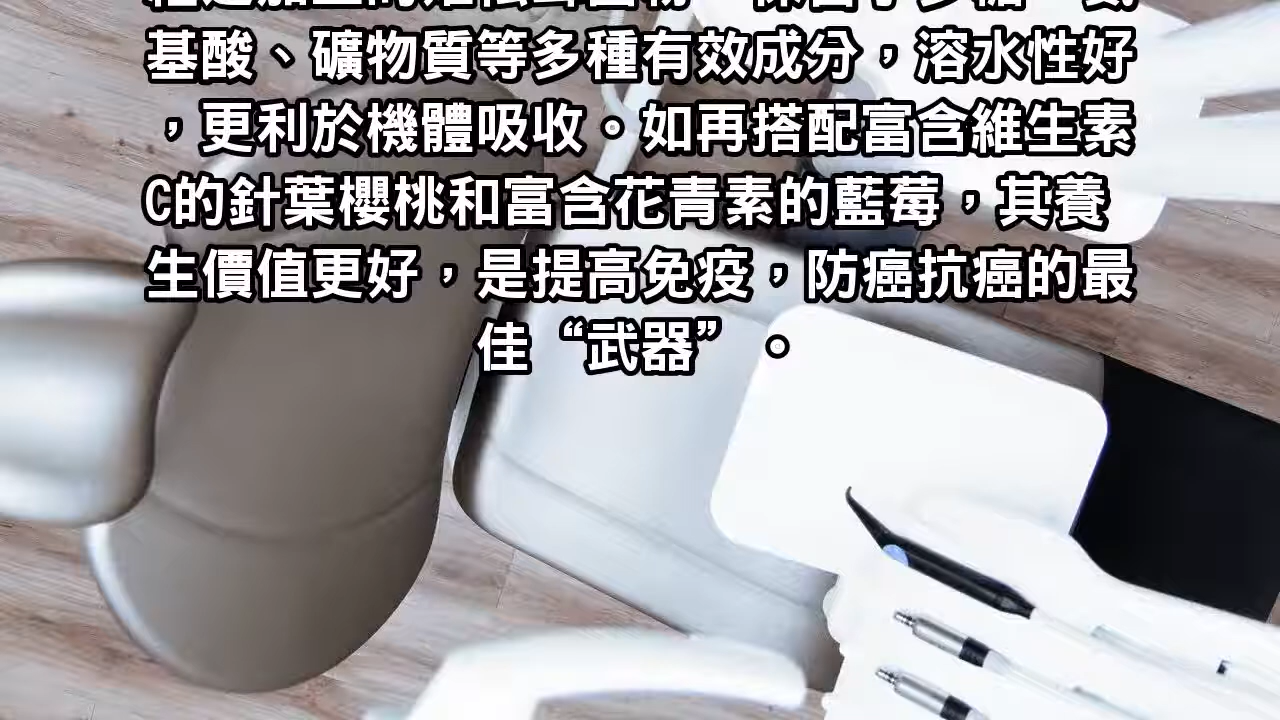 基酸、礦物質等多種有效成分，溶水性好
，更利於機體吸收。如再搭配富含維生素
C的針葉櫻桃和富含花青素的藍莓，其養
生價值更好，是提高免疫，防癌抗癌的最
佳“武器”。